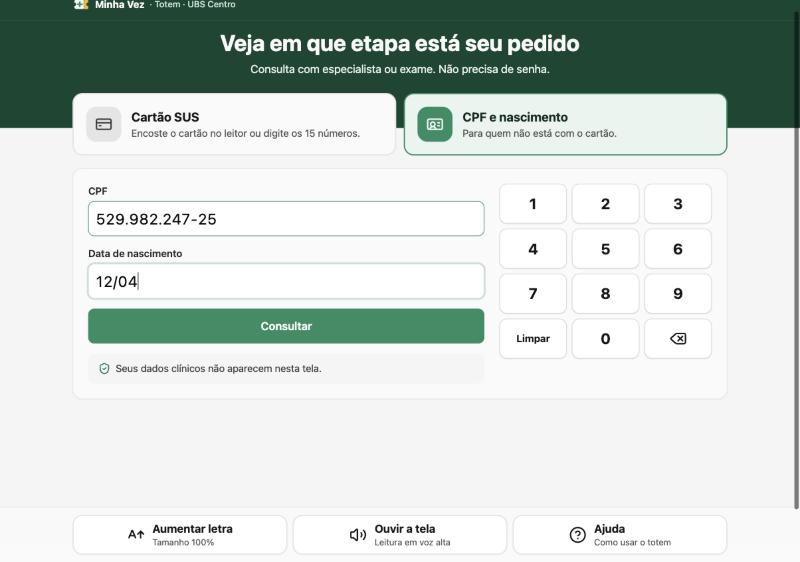 Minha Vez · Totem · UBS Centro
Veja em que etapa está seu pedido
Consulta com especialista ou exame. Não precisa de senha.
Cartão SUS
Encoste o cartão no leitor ou digite os 15 números.
CPF e nascimento
Para quem não está com o cartão.
CPF
529.982.247-25
Data de nascimento
12/04
Consultar
Seus dados clínicos não aparecem nesta tela.
1 2 3
4 5 6
7 8 9
Limpar 0
A Aumentar letra
Tamanho 100%
Ouvir a tela
Leitura em voz alta
? Ajuda
Como usar o totem